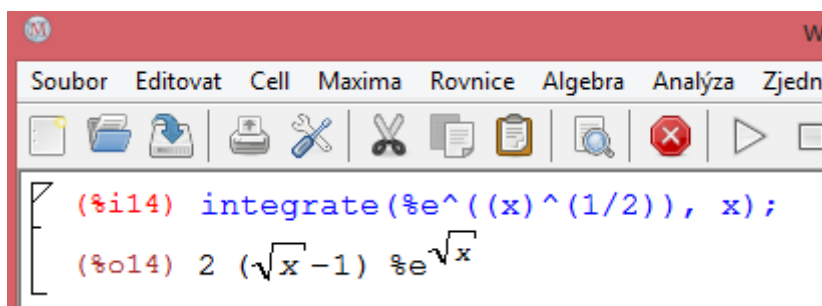 W
Soubor Editovat Cell Maxima Rovnice Algebra Analýza Zjedn
(%i14) integrate(%e^((x)^(1/2)), x);
(%o14) 2 (√x-1) %e^√x